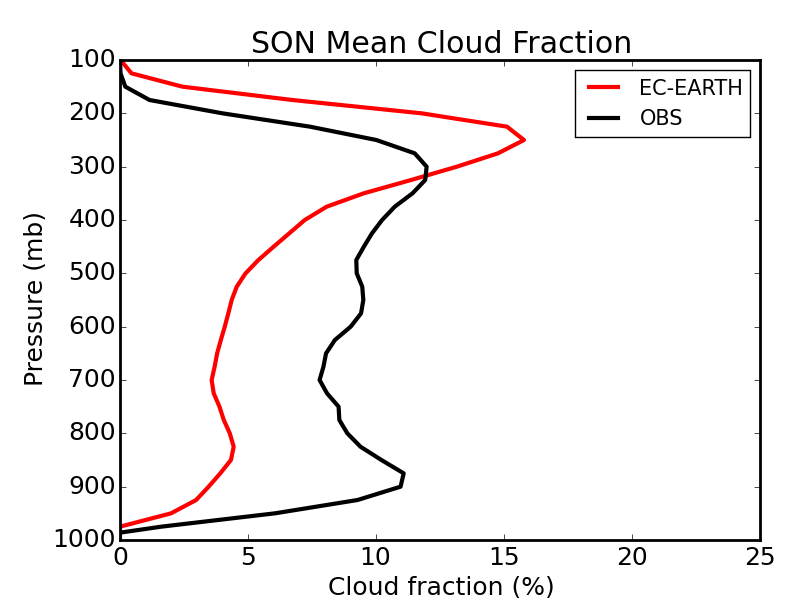 SON Mean Cloud Fraction
EC-EARTH
OBS
Pressure (mb)
100
200
300
400
500
600
700
800
900
1000
0 5 10 15 20 25
Cloud fraction (%)